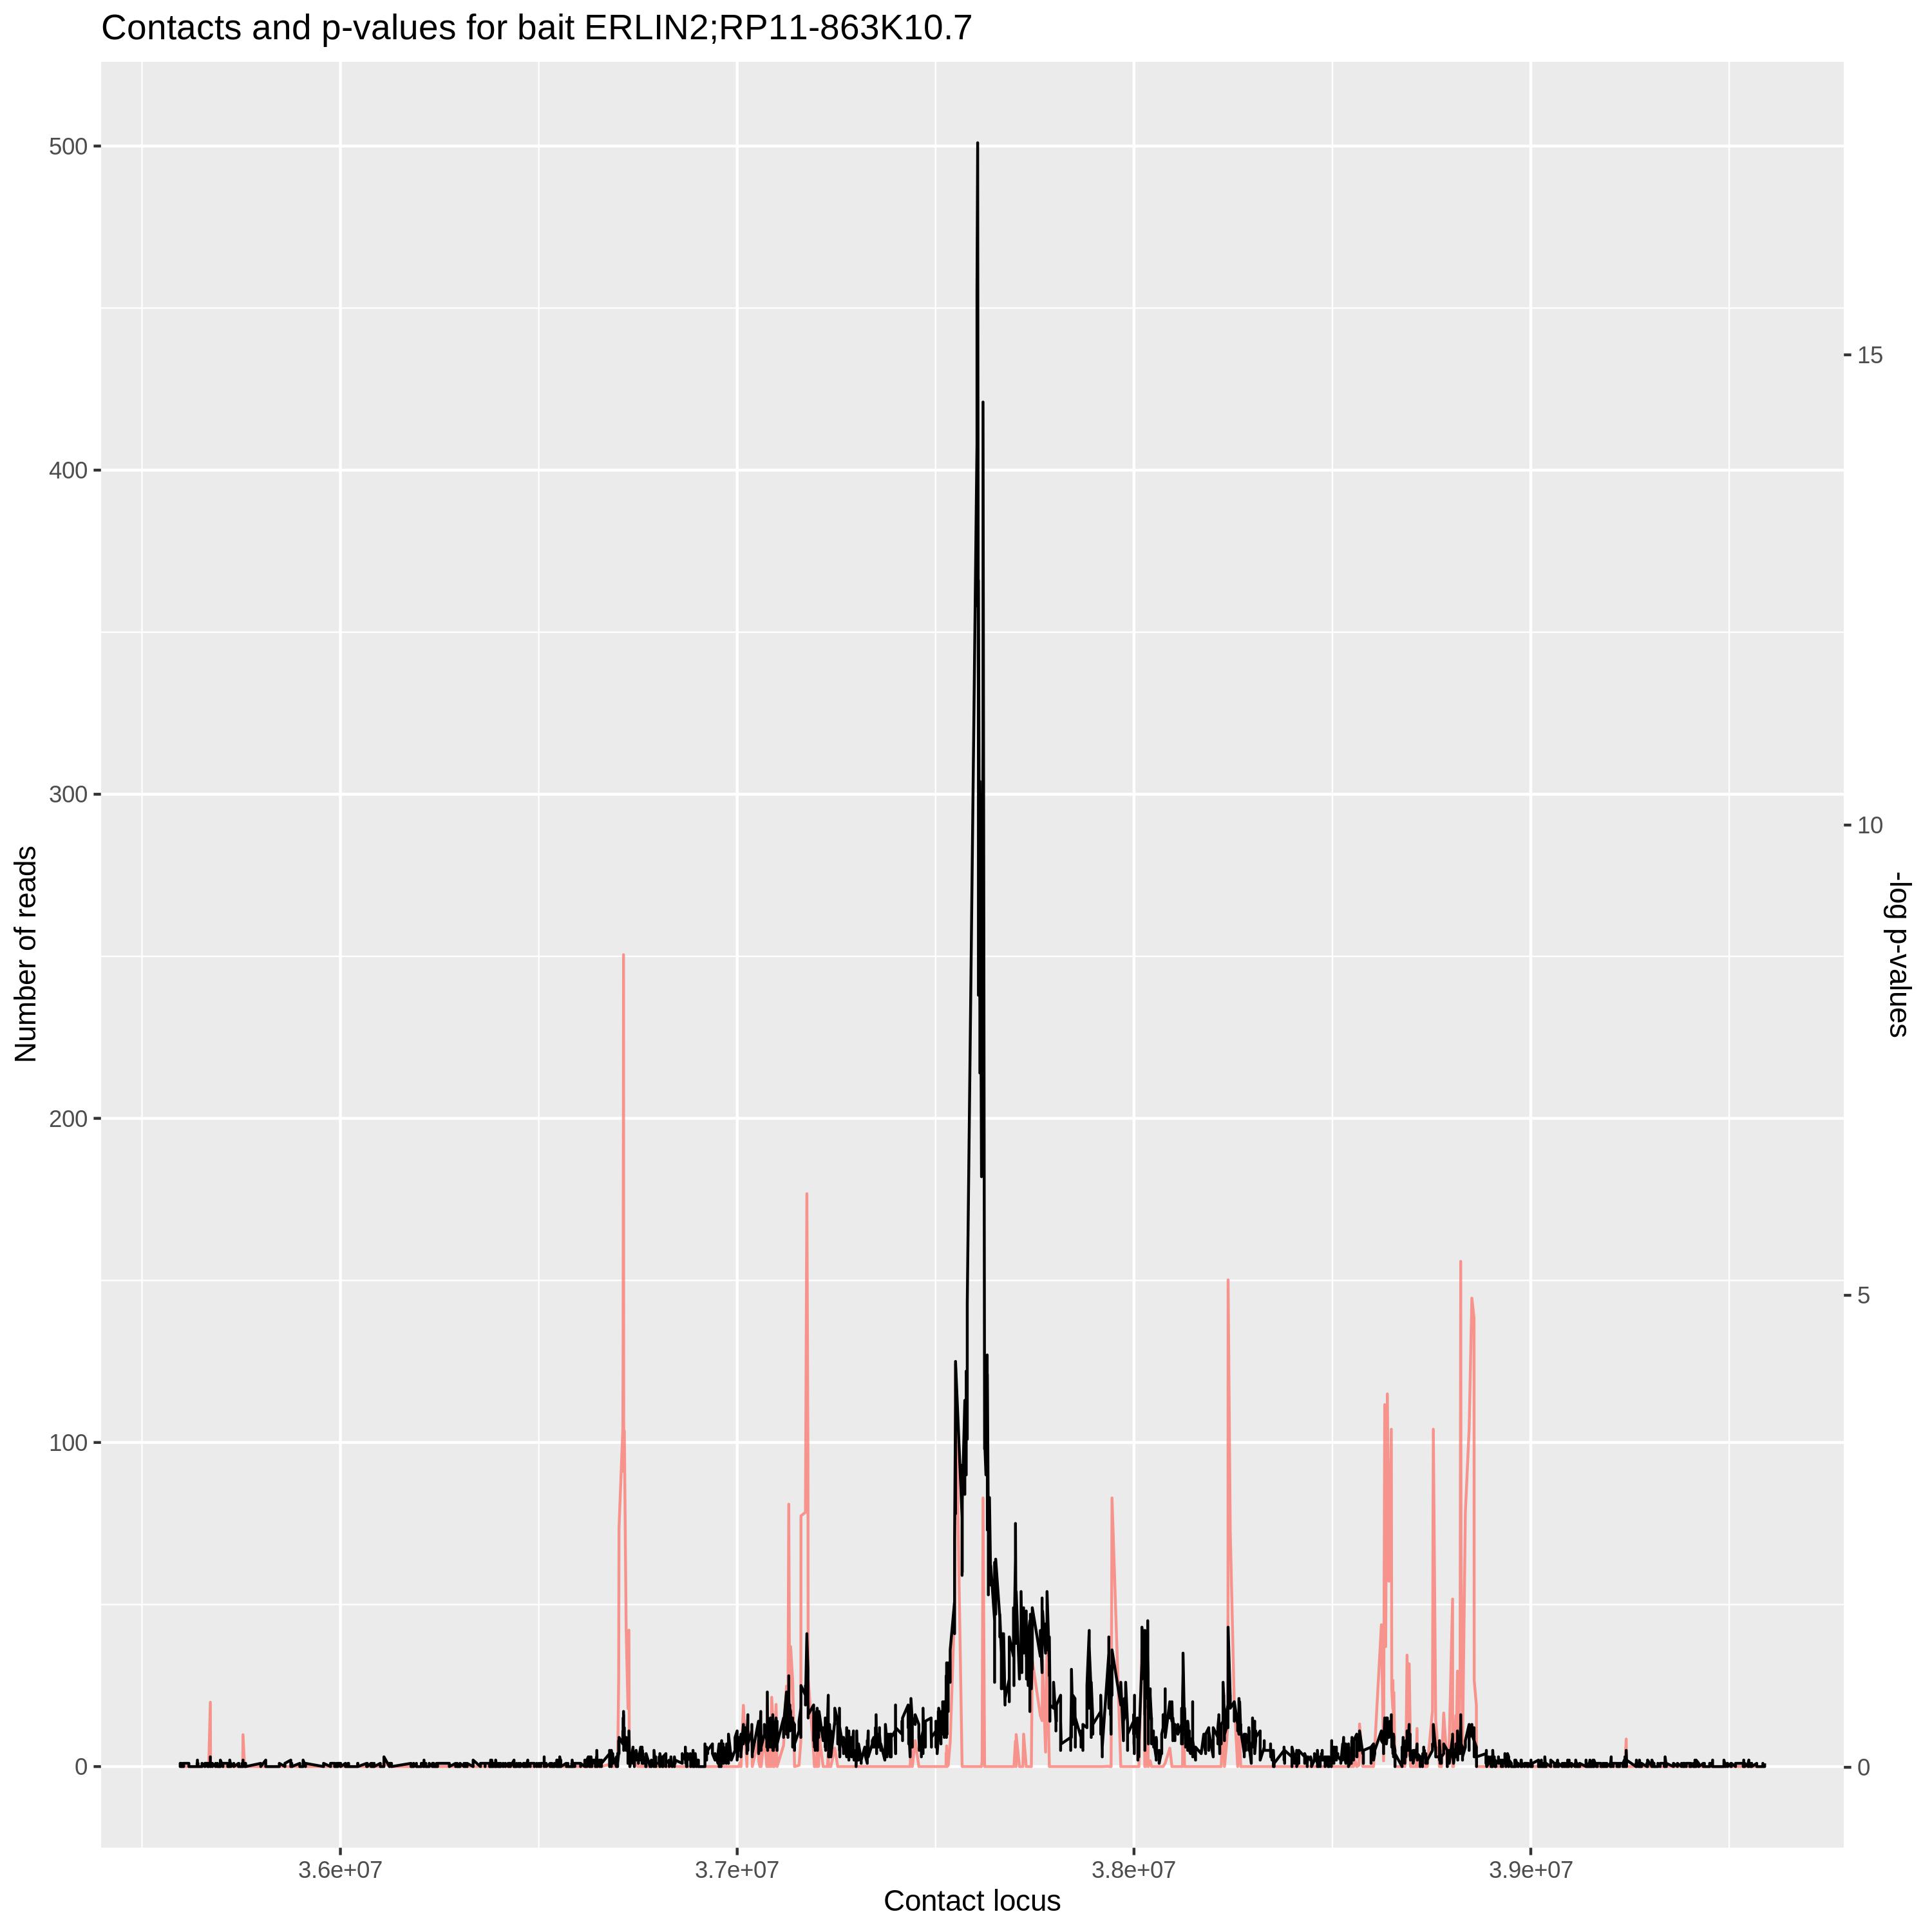 Contacts and p-values for bait ERLIN2;RP11-863K10.7
500
400
300
200
100
0
Number of reads
15
10
5
0
-log p-values
3.6e+07
3.7e+07
3.8e+07
3.9e+07
Contact locus